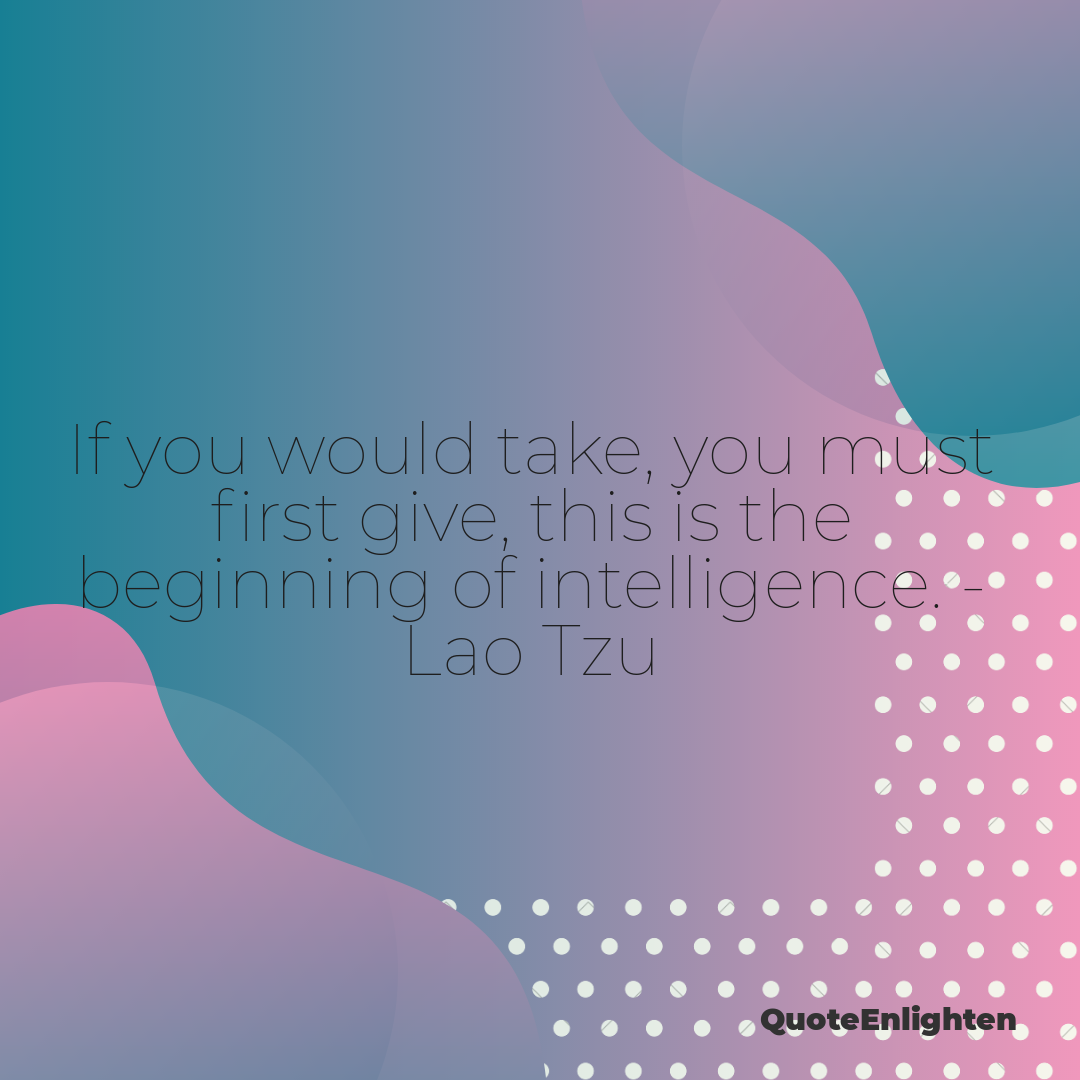 If you would take, you must
first give, this is the
beginning of intelligence. -
Lao Tzu
QuoteEnlighten